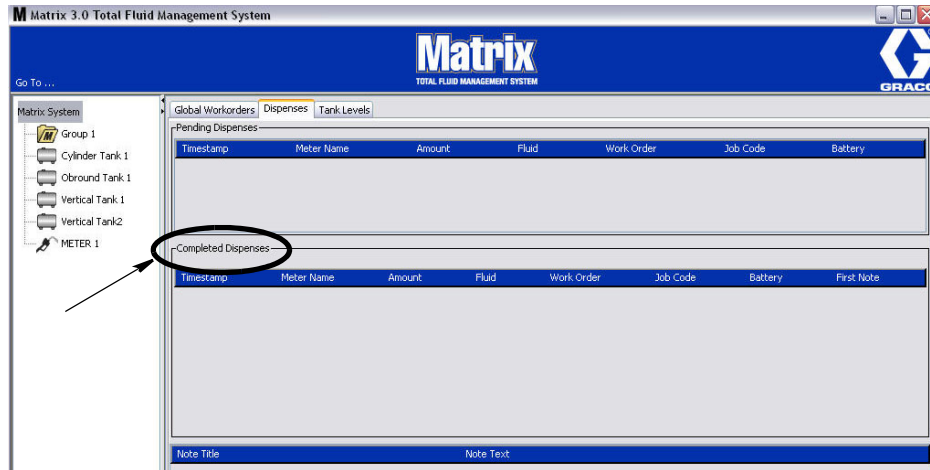 M Matrix 3.0 Total Fluid Management System
Matrix
TOTAL FLUID MANAGEMENT SYSTEM
GRACO
Go To ...
Matrix System
Group 1
Cylinder Tank 1
Obround Tank 1
Vertical Tank 1
Vertical Tank2
METER 1
Global Workorders Dispenses Tank Levels
Pending Dispenses
Timestamp Meter Name Amount Fluid Work Order Job Code Battery
Completed Dispenses
Timestamp Meter Name Amount Fluid Work Order Job Code Battery First Note
Note Title Note Text